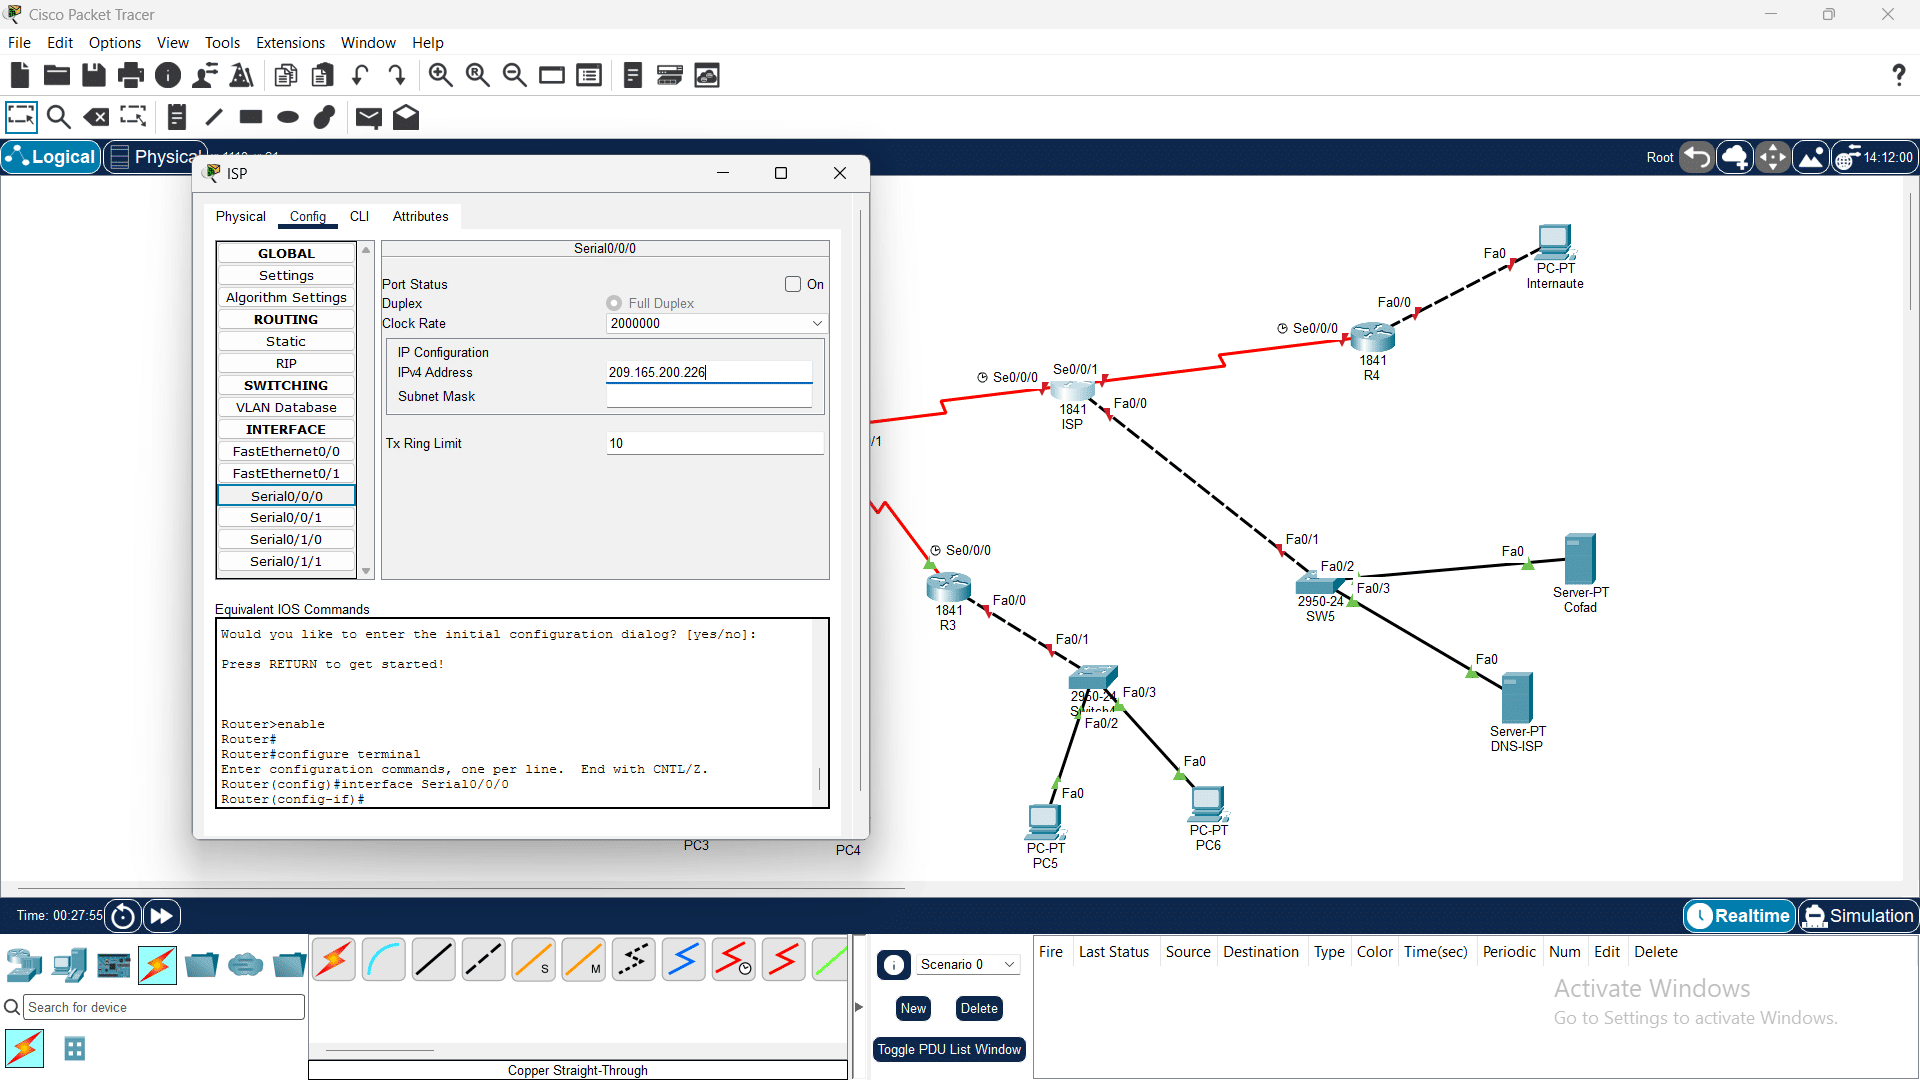 Cisco Packet Tracer
File Edit Options View Tools Extensions Window Help
Logical Physical Root 14:12:00
ISP
Physical Config CLI Attributes
GLOBAL
Settings
Algorithm Settings
ROUTING
Static
RIP
SWITCHING
VLAN Database
INTERFACE
FastEthernet0/0
FastEthernet0/1
Serial0/0/0
Serial0/0/1
Serial0/1/0
Serial0/1/1
Serial0/0/0
Port Status On
Duplex Full Duplex
Clock Rate 2000000
IP Configuration
IPv4 Address 209.165.200.226
Subnet Mask
Tx Ring Limit 10
Equivalent IOS Commands
Would you like to enter the initial configuration dialog? [yes/no]:
Press RETURN to get started!
Router>enable
Router#
Router#configure terminal
Enter configuration commands, one per line. End with CNTL/Z.
Router(config)#interface Serial0/0/0
Router(config-if)#
Fa0
PC-PT
Internaute
Fa0/0
Se0/0/0
1841
R4
Se0/0/0
Se0/0/1
Fa0/0
1841
ISP
/1
Fa0/1
Fa0/2
Fa0/3
2950-24
SW5
Fa0
Server-PT
Cofad
Fa0
Server-PT
DNS-ISP
Se0/0/0
Fa0/0
1841
R3
Fa0/1
Fa0/3
2950-24
Switch4
Fa0/2
Fa0
Fa0
PC-PT
PC5
PC-PT
PC6
PC3
PC4
Time: 00:27:55
Realtime Simulation
Search for device
S
M
Copper Straight-Through
Scenario 0
New Delete
Toggle PDU List Window
Fire Last Status Source Destination Type Color Time(sec) Periodic Num Edit Delete
Activate Windows
Go to Settings to activate Windows.